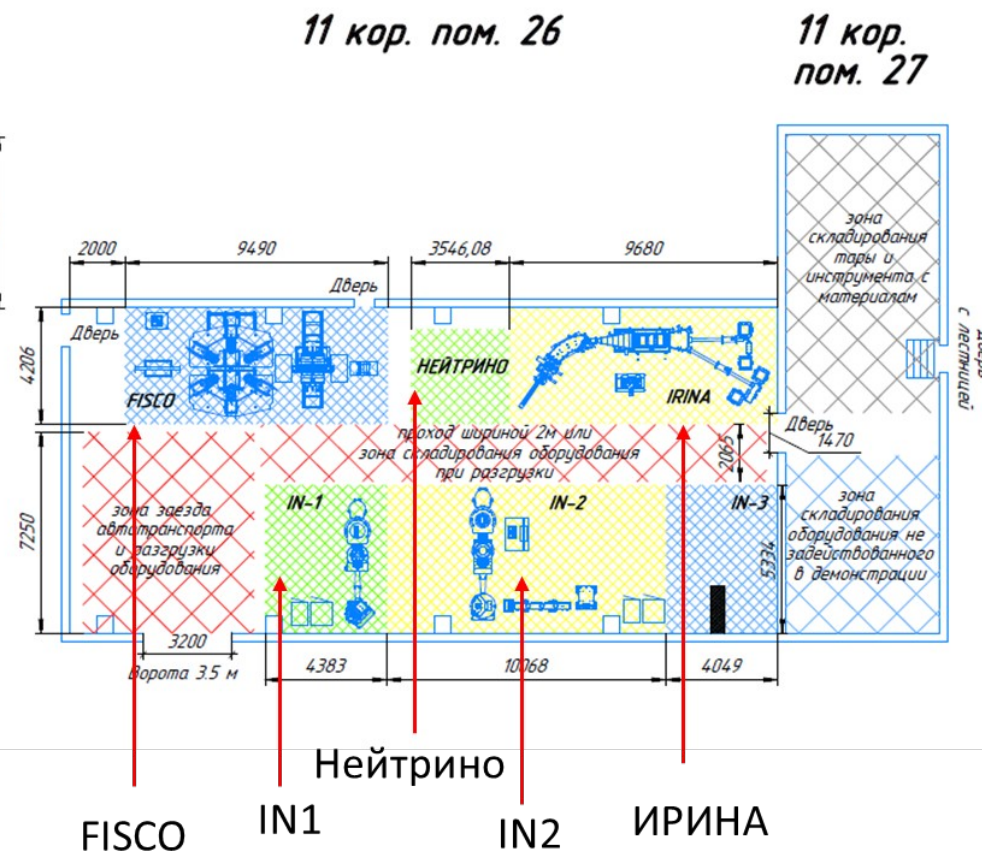 11 кор. пом. 26
11 кор.
пом. 27
2000
9490
3546,08
9680
Дверь
Дверь
4206
FISCO
НЕЙТРИНО
IRINA
зона
складирования
тары и
инструмента с
материалам
с лестницей
проход шириной 2м или
зона складирования оборудования
при разгрузки
2065
Дверь
1470
7250
зона заезда
автотранспорта
и разгрузки
оборудования
IN-1
IN-2
IN-3
5334
зона
складирования
оборудования не
задействованного
в демонстрации
3200
Ворота 3.5 м
4383
10068
4049
Нейтрино
FISCO
IN1
IN2
ИРИНА